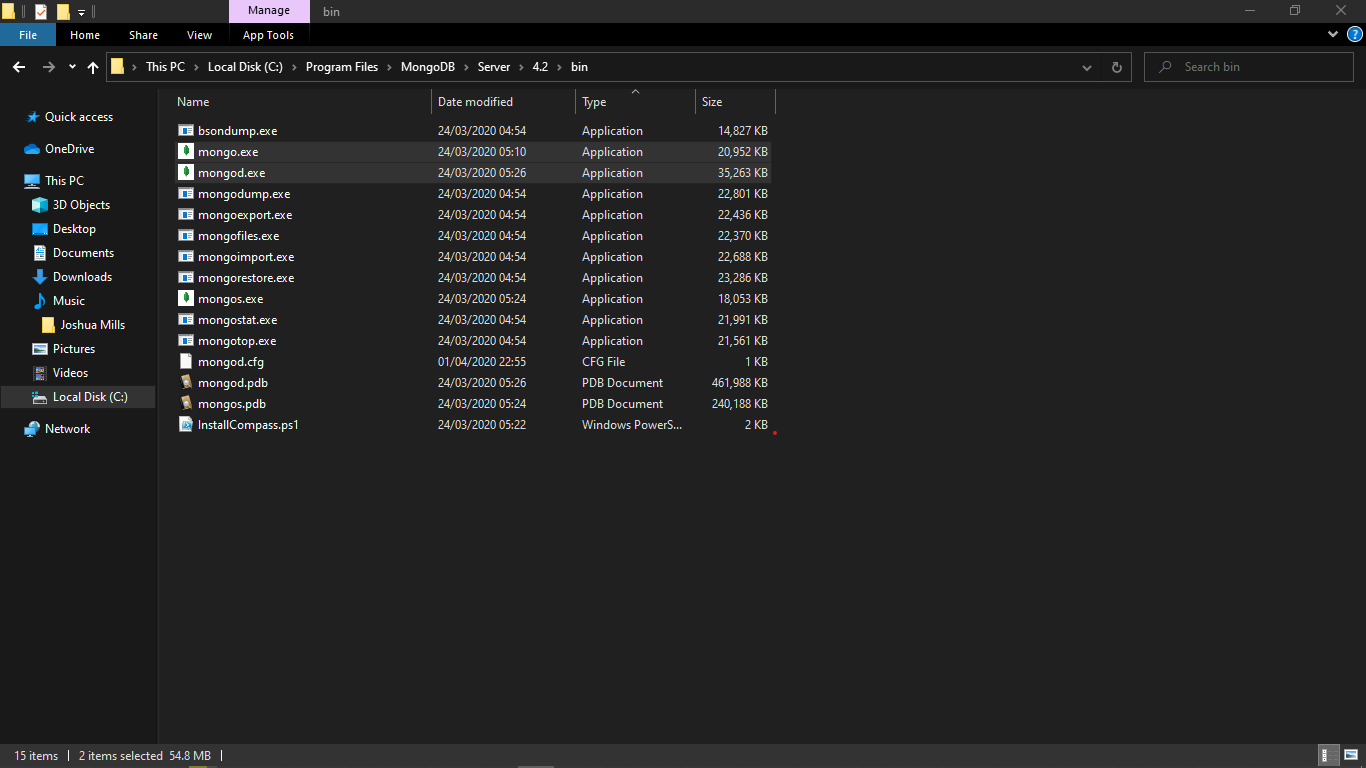 Manage bin
File Home Share View App Tools
This PC Local Disk (C:) Program Files MongoDB Server 4.2 bin Search bin
Name Date modified Type Size
Quick access
OneDrive
This PC
3D Objects
Desktop
Documents
Downloads
Music
Joshua Mills
Pictures
Videos
Local Disk (C:)
Network
bsondump.exe 24/03/2020 04:54 Application 14,827 KB
mongo.exe 24/03/2020 05:10 Application 20,952 KB
mongod.exe 24/03/2020 05:26 Application 35,263 KB
mongodump.exe 24/03/2020 04:54 Application 22,801 KB
mongoexport.exe 24/03/2020 04:54 Application 22,436 KB
mongofiles.exe 24/03/2020 04:54 Application 22,370 KB
mongoimport.exe 24/03/2020 04:54 Application 22,688 KB
mongorestore.exe 24/03/2020 04:54 Application 23,286 KB
mongos.exe 24/03/2020 05:24 Application 18,053 KB
mongostat.exe 24/03/2020 04:54 Application 21,991 KB
mongotop.exe 24/03/2020 04:54 Application 21,561 KB
mongod.cfg 01/04/2020 22:55 CFG File 1 KB
mongod.pdb 24/03/2020 05:26 PDB Document 461,988 KB
mongos.pdb 24/03/2020 05:24 PDB Document 240,188 KB
InstallCompass.ps1 24/03/2020 05:22 Windows PowerS... 2 KB
15 items 2 items selected 54.8 MB